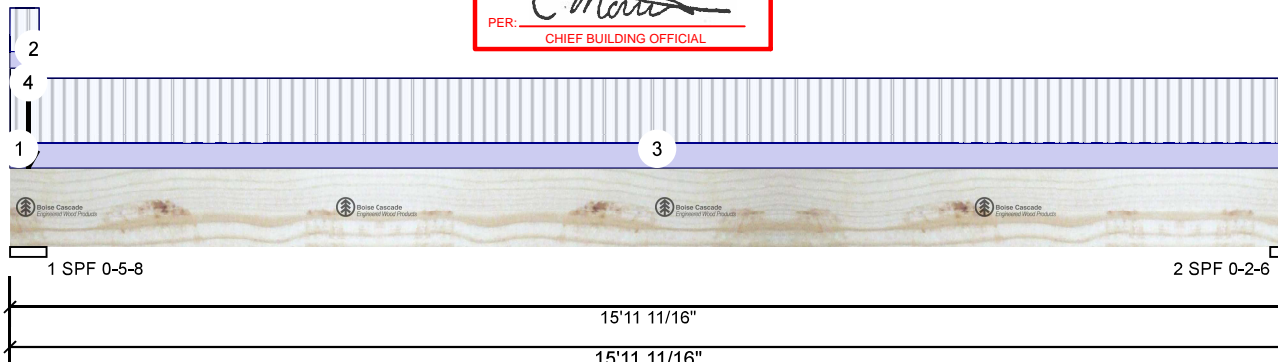 PER:
CHIEF BUILDING OFFICIAL
2
4
1
3
Boise Cascade
Engineered Wood Products
Boise Cascade
Engineered Wood Products
Boise Cascade
Engineered Wood Products
Boise Cascade
Engineered Wood Products
1 SPF 0-5-8
2 SPF 0-2-6
15'11 11/16"
15'11 11/16"